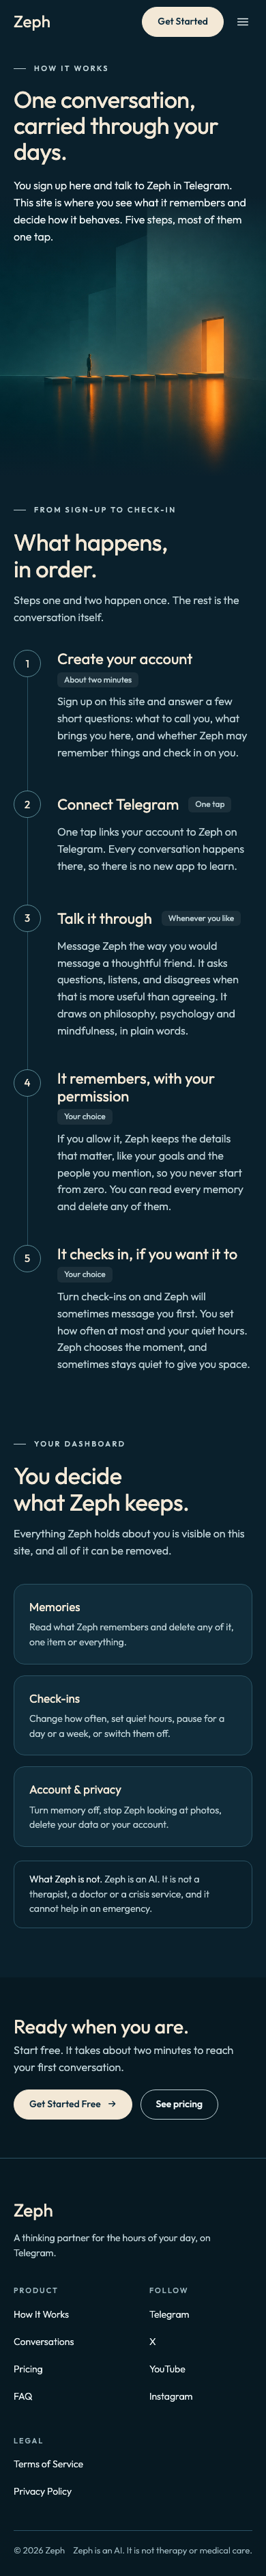 Zeph
Get Started
HOW IT WORKS
One conversation,
carried through your
days.
You sign up here and talk to Zeph in Telegram.
This site is where you see what it remembers and
decide how it behaves. Five steps, most of them
one tap.
FROM SIGN-UP TO CHECK-IN
What happens,
in order.
Steps one and two happen once. The rest is the
conversation itself.
1
Create your account
About two minutes
Sign up on this site and answer a few
short questions: what to call you, what
brings you here, and whether Zeph may
remember things and check in on you.
2
Connect Telegram
One tap
One tap links your account to Zeph on
Telegram. Every conversation happens
there, so there is no new app to learn.
3
Talk it through
Whenever you like
Message Zeph the way you would
message a thoughtful friend. It asks
questions, listens, and disagrees when
that is more useful than agreeing. It
draws on philosophy, psychology and
mindfulness, in plain words.
4
It remembers, with your
permission
Your choice
If you allow it, Zeph keeps the details
that matter, like your goals and the
people you mention, so you never start
from zero. You can read every memory
and delete any of them.
5
It checks in, if you want it to
Your choice
Turn check-ins on and Zeph will
sometimes message you first. You set
how often at most and your quiet hours.
Zeph chooses the moment, and
sometimes stays quiet to give you space.
YOUR DASHBOARD
You decide
what Zeph keeps.
Everything Zeph holds about you is visible on this
site, and all of it can be removed.
Memories
Read what Zeph remembers and delete any of it,
one item or everything.
Check-ins
Change how often, set quiet hours, pause for a
day or a week, or switch them off.
Account & privacy
Turn memory off, stop Zeph looking at photos,
delete your data or your account.
What Zeph is not. Zeph is an AI. It is not a
therapist, a doctor or a crisis service, and it
cannot help in an emergency.
Ready when you are.
Start free. It takes about two minutes to reach
your first conversation.
Get Started Free →
See pricing
Zeph
A thinking partner for the hours of your day, on
Telegram.
PRODUCT
How It Works
Conversations
Pricing
FAQ
FOLLOW
Telegram
X
YouTube
Instagram
LEGAL
Terms of Service
Privacy Policy
© 2026 Zeph
Zeph is an AI. It is not therapy or medical care.